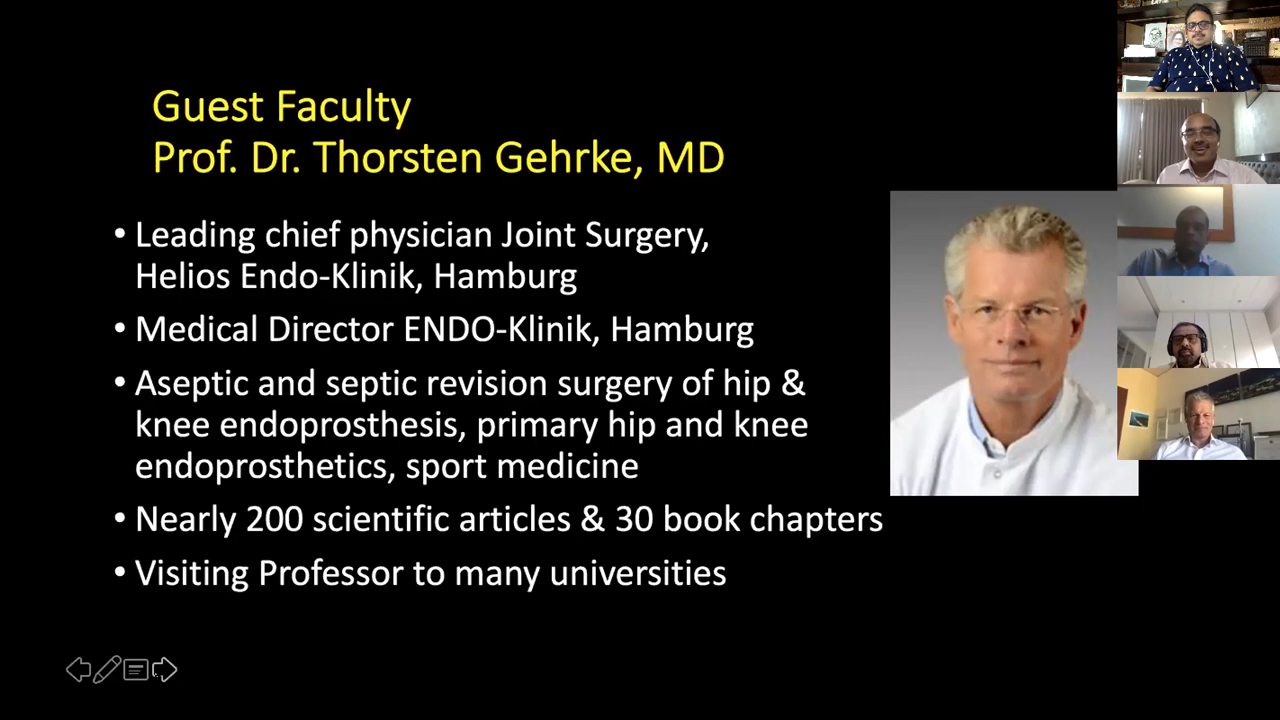 Guest Faculty
Prof. Dr. Thorsten Gehrke, MD
• Leading chief physician Joint Surgery,
Helios Endo-Klinik, Hamburg
• Medical Director ENDO-Klinik, Hamburg
• Aseptic and septic revision surgery of hip &
knee endoprosthesis, primary hip and knee
endoprosthetics, sport medicine
• Nearly 200 scientific articles & 30 book chapters
• Visiting Professor to many universities